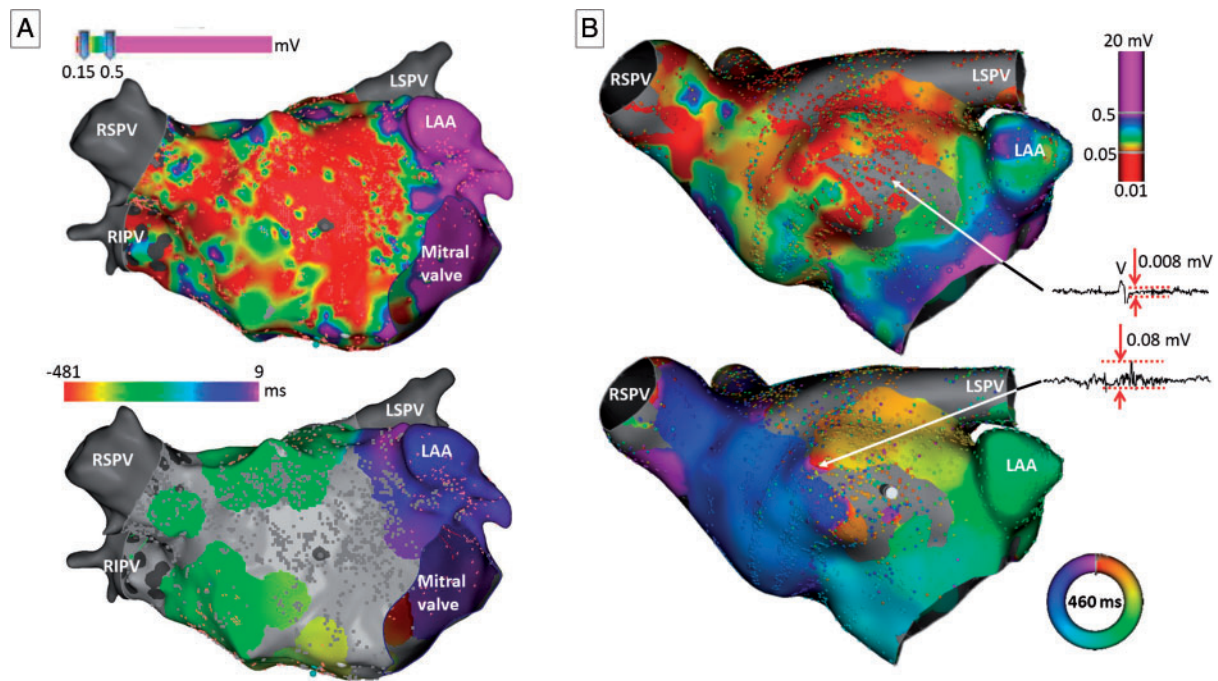 A
mV
0.15 0.5
LSPV
RSPV
LAA
RIPV
Mitral
valve
-481 9
ms
LSPV
RSPV
LAA
RIPV
Mitral
valve
B
20 mV
RSPV
LSPV
0.5
LAA
0.05
0.01
V
0.008 mV
0.08 mV
RSPV
LSPV
LAA
460 ms